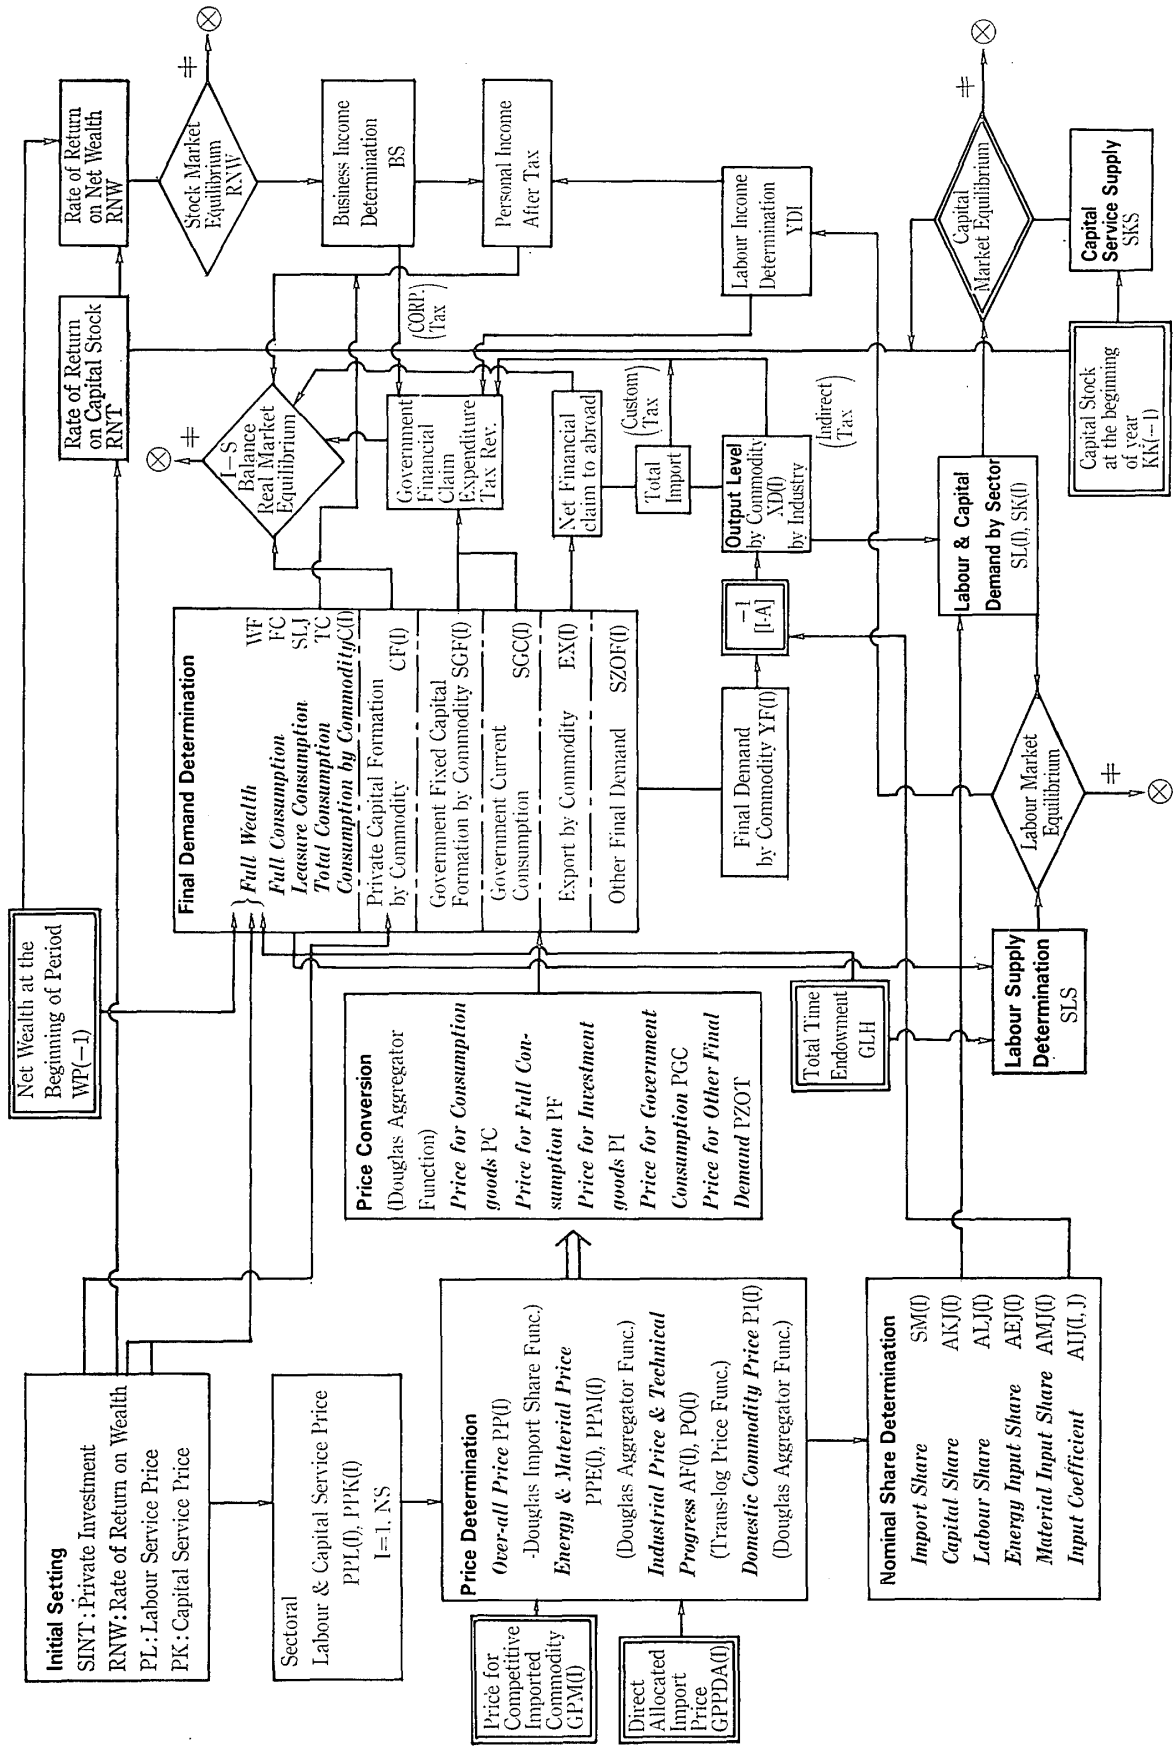 Initial Setting
SINT: Private Investment
RNW: Rate of Return on Wealth
PL: Labour Service Price
PK: Capital Service Price
Sectoral
Labour & Capital Service Price
PPL(I), PPK(I)
I=1. NS
Price for
Competitive
Imported
Commodity
GPM(I)
Direct
Allocated
Import
Price
GPPDA(I)
Price Determination
Over-all Price PP(I)
-Douglas Import Share Func.)
Energy & Material Price
PPE(I), PPM(I)
(Douglas Aggregator Func.)
Industrial Price & Technical
Progress AF(I), PO(I)
(Trans-log Price Func.)
Domestic Commodity Price P1(I)
(Douglas Aggregator Func.)
Nominal Share Determination
Import Share SM(I)
Capital Share AKJ(I)
Labour Share ALJ(I)
Energy Input Share AEJ(I)
Material Input Share AMJ(I)
Input Coefficient AIJ(I, J)
Net Wealth at the
Beginning of Period
WP(-1)
Price Conversion
(Douglas Aggregator
Function)
Price for Consumption
goods PC
Price for Full Con-
sumption PF
Price for Investment
goods PI
Price for Government
Consumption PGC
Price for Other Final
Demand PZOT
Total Time
Endowment
GLH
Labour Supply
Determination
SLS
Final Demand Determination
Full Wealth WF
Full Consumption FC
Leasure Consumption SLJ
Total Consumption TC
Consumption by Commodity C(I)
Private Capital Formation
by Commodity CF(I)
Government Fixed Capital
Formation by Commodity SGF(I)
Government Current
Consumption SGC(I)
Export by Commodity EX(I)
Other Final Demand SZOF(I)
Final Demand
by Commodity YF(I)
-1
[I-A]
Labour Market
Equilibrium
≠
Rate of Return
on Capital Stock
RNT
≠
I-S
Balance
Real Market
Equilibrium
Government
Financial
Claim
Expenditure
Tax Rev.
Net Financial
claim to abroad
Total
Import
(Custom
Tax)
Output Level
by Commodity
XD(I)
by Industry
(Indirect
Tax)
Labour & Capital
Demand by Sector
SL(I), SK(I)
Capital Stock
at the beginning
of year
KK(-1)
Rate of Return
on Net Wealth
RNW
≠
Stock Market
Equilibrium
RNW
Business Income
Determination
BS
(CORP.
Tax)
Personal Income
After Tax
Labour Income
Determination
YDI
≠
Capital
Market Equilibrium
Capital
Service Supply
SKS